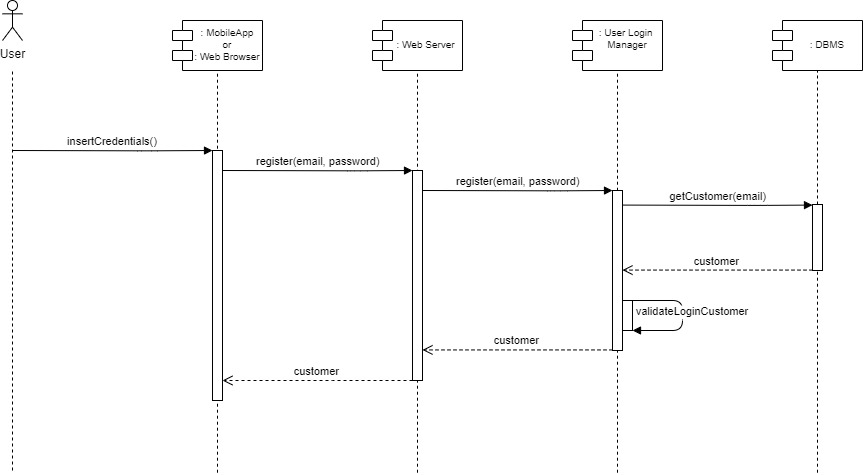 User
: MobileApp
or
: Web Browser
: Web Server
: User Login
Manager
: DBMS
insertCredentials()
register(email, password)
register(email, password)
getCustomer(email)
customer
validateLoginCustomer
customer
customer